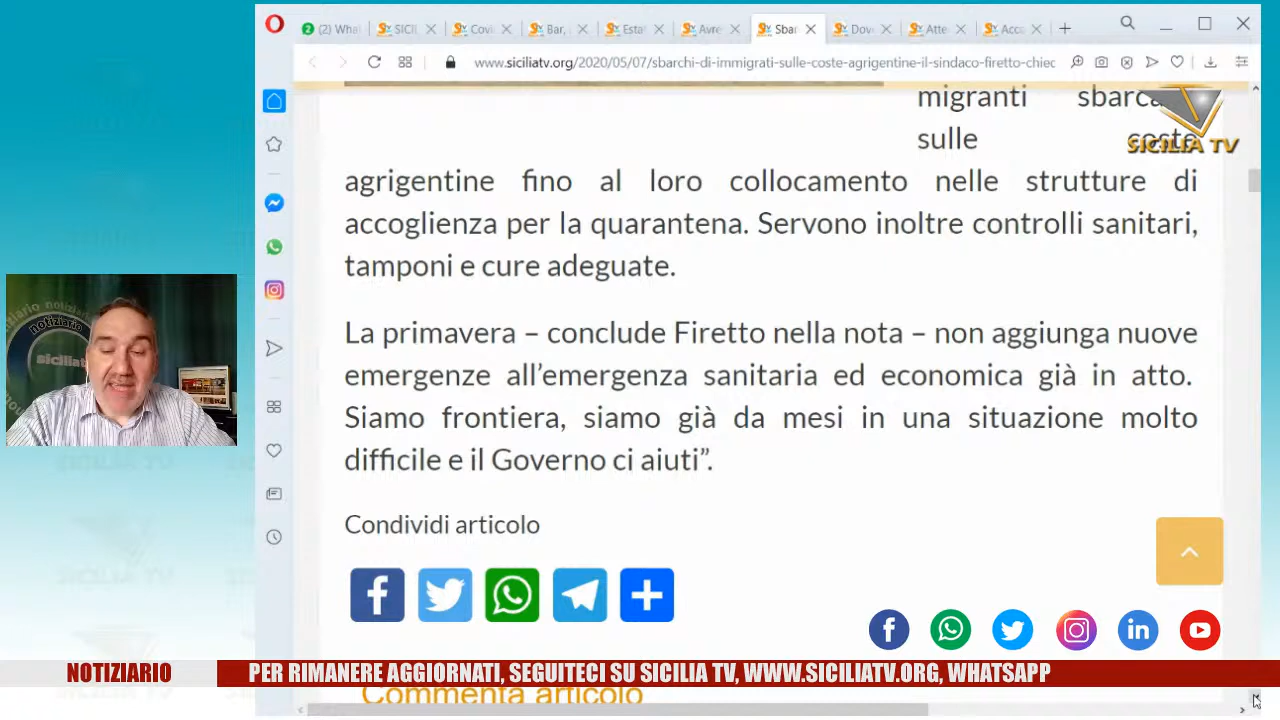 (2) Wha
SICIL
Covi
Bar,
Esta
Avre
Sbar
Dov
Atte
Acca
www.siciliatv.org/2020/05/07/sbarchi-di-immigrati-sulle-coste-agrigentine-il-sindaco-firetto-chiec
migranti sbarca
sulle coste
SICILIA TV
agrigentine fino al loro collocamento nelle strutture di
accoglienza per la quarantena. Servono inoltre controlli sanitari,
tamponi e cure adeguate.
La primavera – conclude Firetto nella nota – non aggiunga nuove
emergenze all’emergenza sanitaria ed economica già in atto.
Siamo frontiera, siamo già da mesi in una situazione molto
difficile e il Governo ci aiuti”.
Condividi articolo
notiziario
siciliat
NOTIZIARIO
PER RIMANERE AGGIORNATI, SEGUITECI SU SICILIA TV, WWW.SICILIATV.ORG, WHATSAPP
Commenta articolo